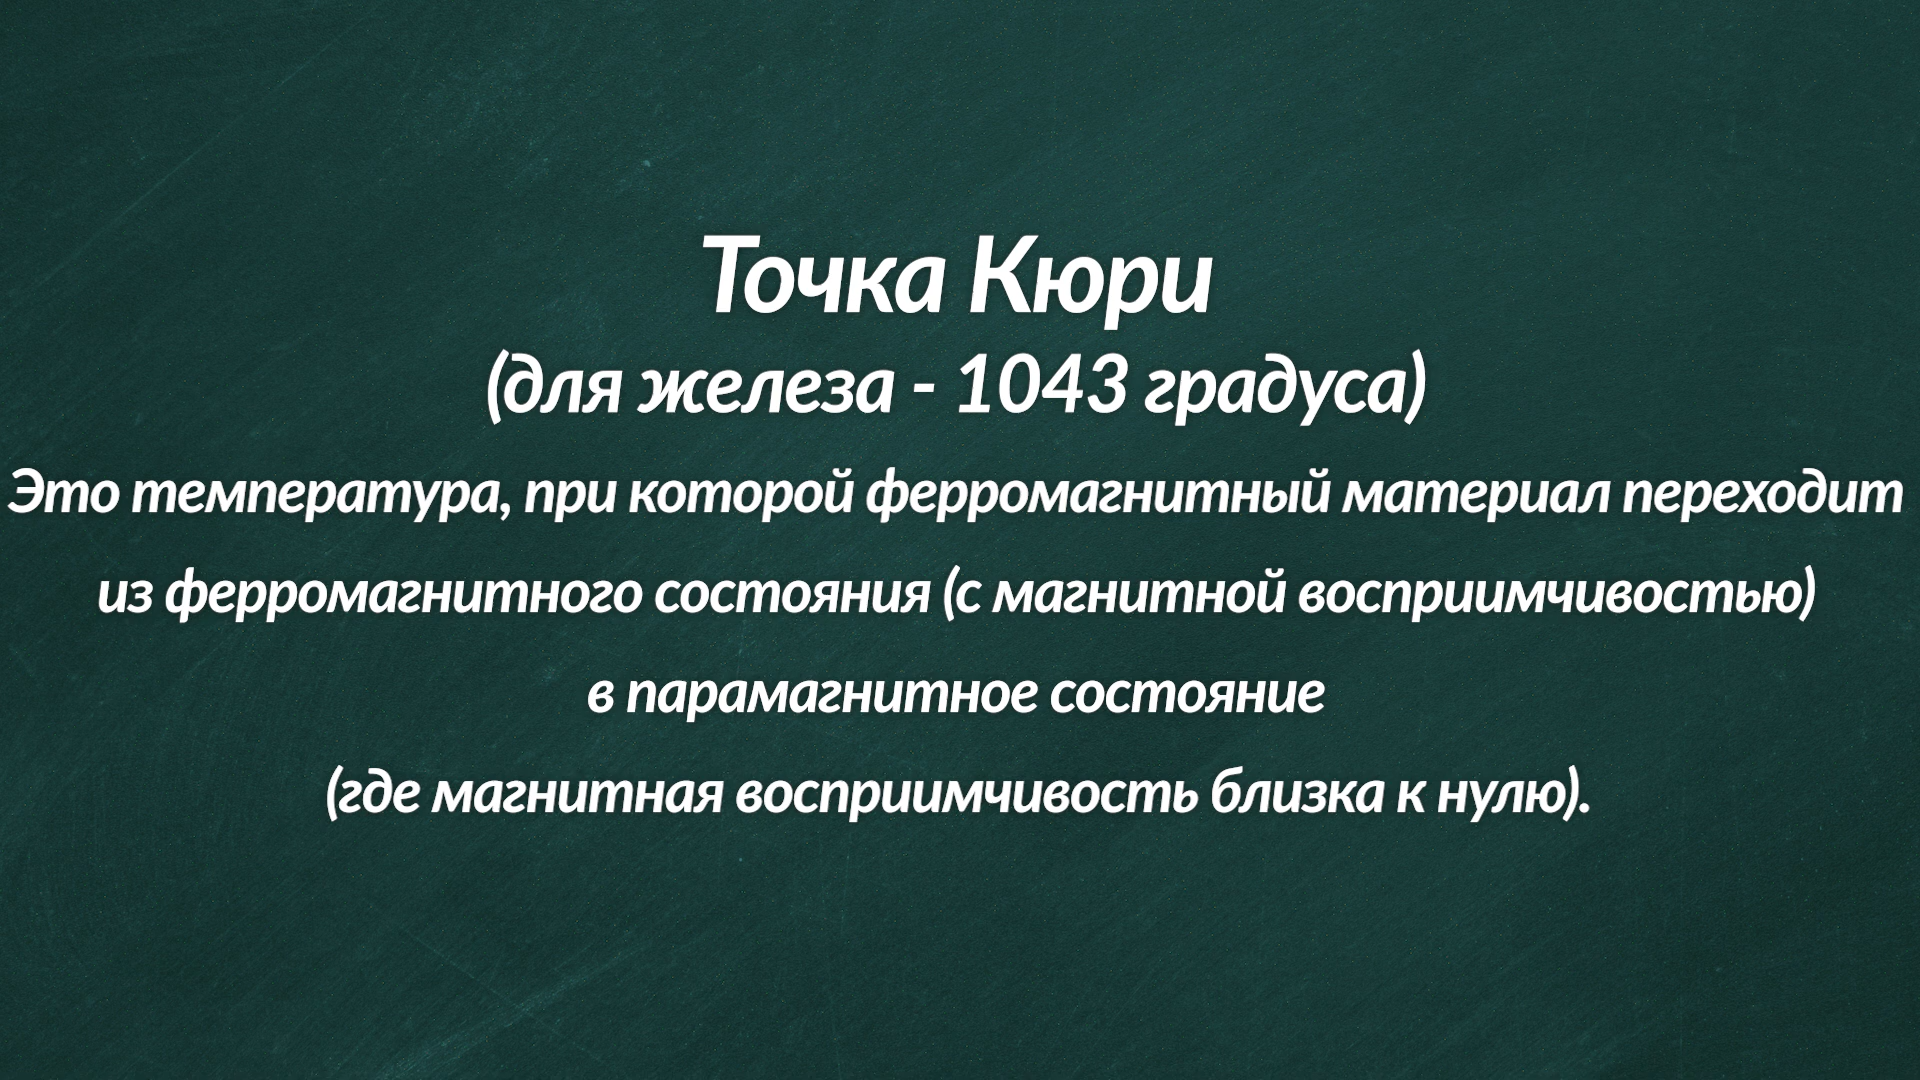 Точка Кюри
(для железа - 1043 градуса)
Это температура, при которой ферромагнитный материал переходит
из ферромагнитного состояния (с магнитной восприимчивостью)
в парамагнитное состояние
(где магнитная восприимчивость близка к нулю).